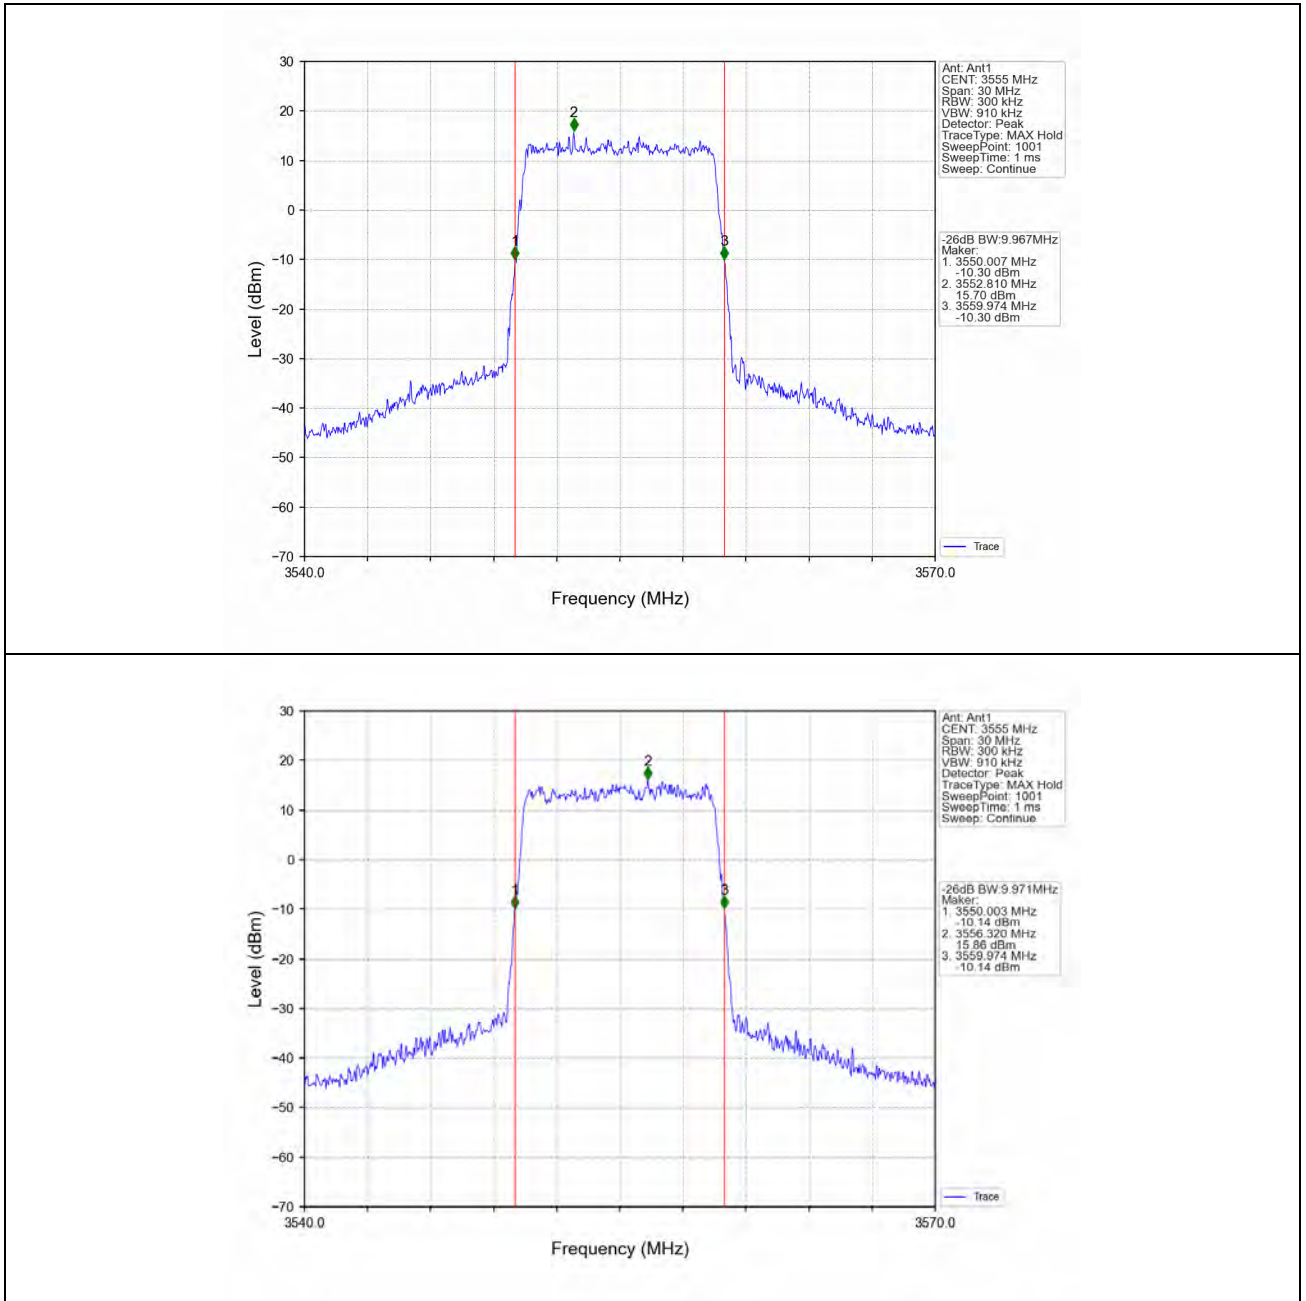 30
20
10
0
−10
−20
−30
−40
−50
−60
−70
Level (dBm)
3540.0
3570.0
Frequency (MHz)
1
2
3
Ant: Ant1
CENT: 3555 MHz
Span: 30 MHz
RBW: 300 kHz
VBW: 910 kHz
Detector: Peak
TraceType: MAX Hold
SweepPoint: 1001
SweepTime: 1 ms
Sweep: Continue
-26dB BW:9.967MHz
Maker:
1. 3550.007 MHz
-10.30 dBm
2. 3552.810 MHz
15.70 dBm
3. 3559.974 MHz
-10.30 dBm
Trace
30
20
10
0
−10
−20
−30
−40
−50
−60
−70
Level (dBm)
3540.0
3570.0
Frequency (MHz)
1
2
3
Ant: Ant1
CENT: 3555 MHz
Span: 30 MHz
RBW: 300 kHz
VBW: 910 kHz
Detector: Peak
TraceType: MAX Hold
SweepPoint: 1001
SweepTime: 1 ms
Sweep: Continue
-26dB BW:9.971MHz
Maker:
1. 3550.003 MHz
-10.14 dBm
2. 3556.320 MHz
15.86 dBm
3. 3559.974 MHz
-10.14 dBm
Trace